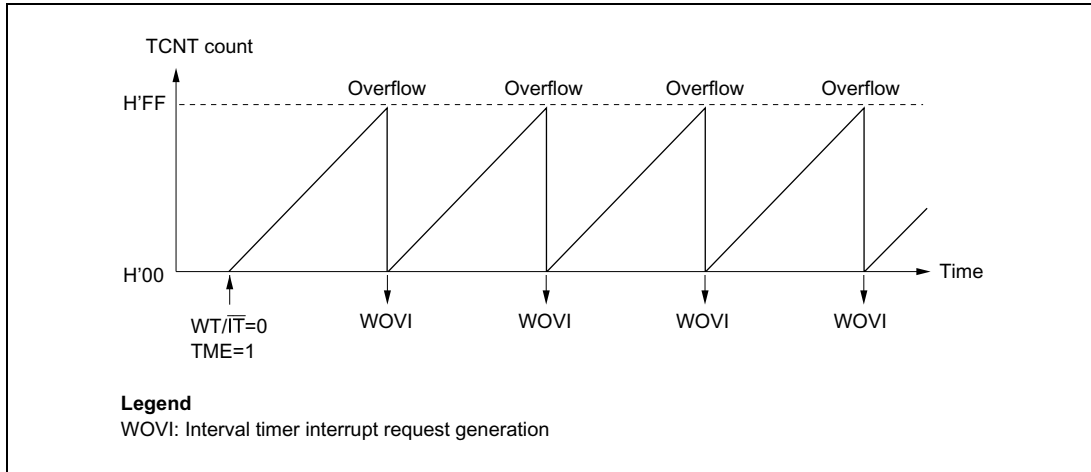 TCNT count
Overflow Overflow Overflow Overflow
H'FF
H'00
Time
WT/I̅T̅=0
TME=1
WOVI WOVI WOVI WOVI
Legend
WOVI: Interval timer interrupt request generation